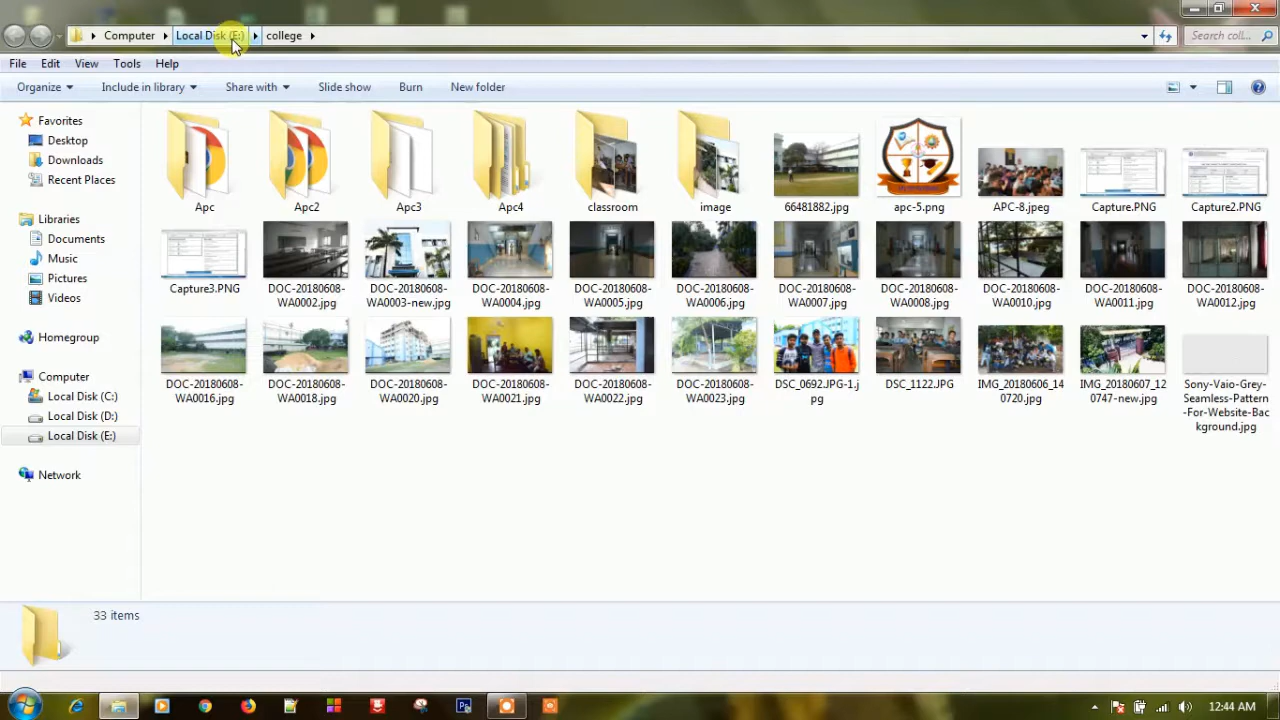 Computer
Local Disk (E:)
college
Search coll...
File Edit View Tools Help
Organize Include in library Share with Slide show Burn New folder
Favorites
Desktop
Downloads
Recent Places
Libraries
Documents
Music
Pictures
Videos
Homegroup
Computer
Local Disk (C:)
Local Disk (D:)
Local Disk (E:)
Network
Apc
Apc2
Apc3
Apc4
classroom
image
66481882.jpg
apc-5.png
APC-8.jpeg
Capture.PNG
Capture2.PNG
Capture3.PNG
DOC-20180608-
WA0002.jpg
DOC-20180608-
WA0003-new.jpg
DOC-20180608-
WA0004.jpg
DOC-20180608-
WA0005.jpg
DOC-20180608-
WA0006.jpg
DOC-20180608-
WA0007.jpg
DOC-20180608-
WA0008.jpg
DOC-20180608-
WA0010.jpg
DOC-20180608-
WA0011.jpg
DOC-20180608-
WA0012.jpg
DOC-20180608-
WA0016.jpg
DOC-20180608-
WA0018.jpg
DOC-20180608-
WA0020.jpg
DOC-20180608-
WA0021.jpg
DOC-20180608-
WA0022.jpg
DOC-20180608-
WA0023.jpg
DSC_0692.JPG-1.j
pg
DSC_1122.JPG
IMG_20180606_14
0720.jpg
IMG_20180607_12
0747-new.jpg
Sony-Vaio-Grey-
Seamless-Pattern
-For-Website-Bac
kground.jpg
33 items
12:44 AM